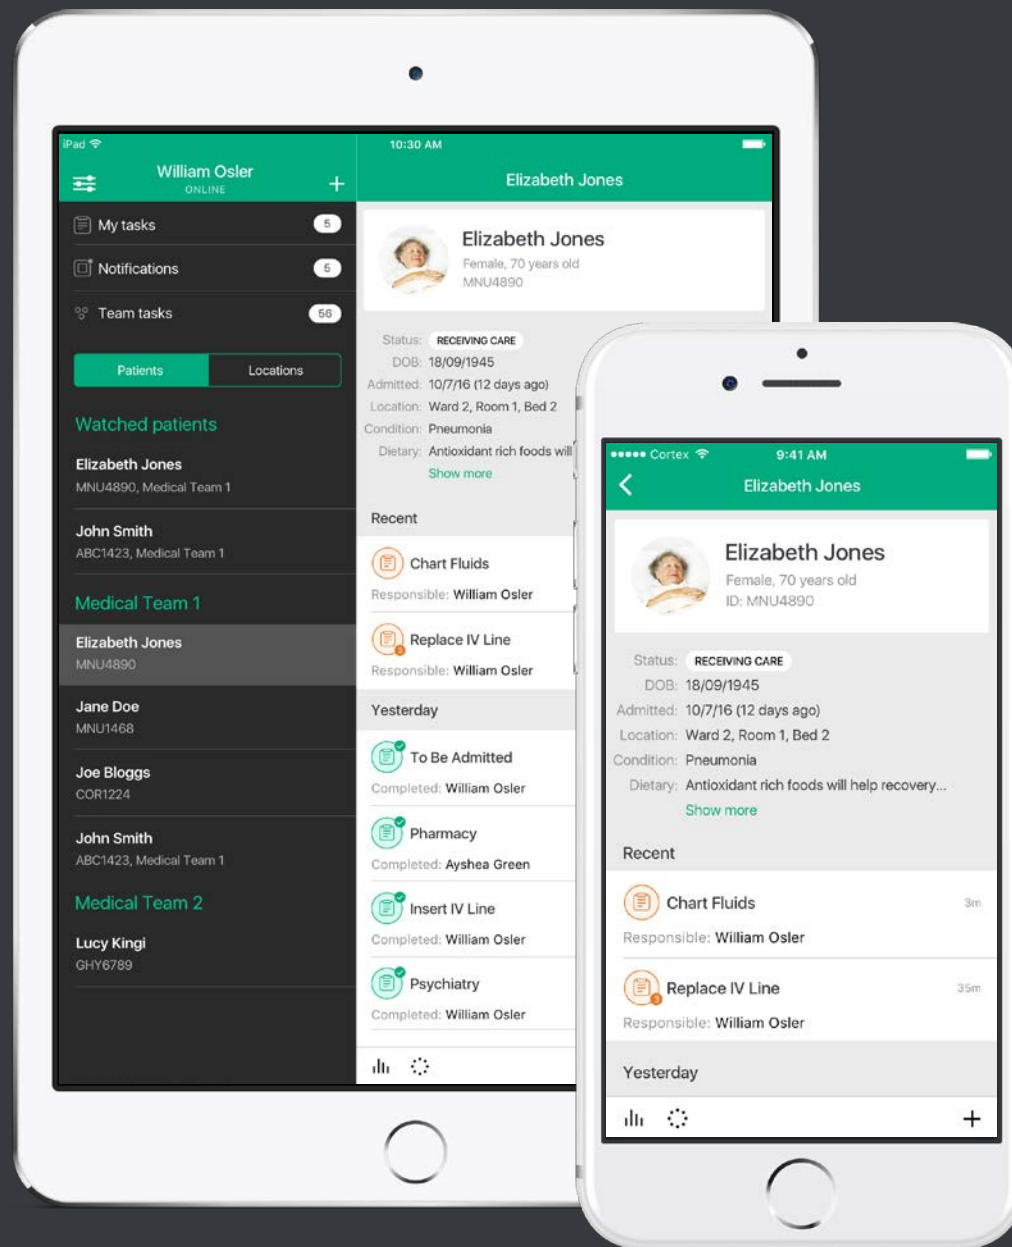 iPad
10:30 AM
William Osler
ONLINE
+
My tasks
5
Notifications
5
Team tasks
56
Patients
Locations
Watched patients
Elizabeth Jones
MNU4890, Medical Team 1
John Smith
ABC1423, Medical Team 1
Medical Team 1
Elizabeth Jones
MNU4890
Jane Doe
MNU1468
Joe Bloggs
COR1224
John Smith
ABC1423, Medical Team 1
Medical Team 2
Lucy Kingi
GHY6789
Elizabeth Jones
Elizabeth Jones
Female, 70 years old
MNU4890
Status: RECEIVING CARE
DOB: 18/09/1945
Admitted: 10/7/16 (12 days ago)
Location: Ward 2, Room 1, Bed 2
Condition: Pneumonia
Dietary: Antioxidant rich foods will
Show more
Recent
Chart Fluids
Responsible: William Osler
3
Replace IV Line
Responsible: William Osler
Yesterday
To Be Admitted
Completed: William Osler
Pharmacy
Completed: Ayshea Green
Insert IV Line
Completed: William Osler
Psychiatry
Completed: William Osler
Cortex
9:41 AM
Elizabeth Jones
Elizabeth Jones
Female, 70 years old
ID: MNU4890
Status: RECEIVING CARE
DOB: 18/09/1945
Admitted: 10/7/16 (12 days ago)
Location: Ward 2, Room 1, Bed 2
Condition: Pneumonia
Dietary: Antioxidant rich foods will help recovery...
Show more
Recent
Chart Fluids 3m
Responsible: William Osler
3
Replace IV Line 35m
Responsible: William Osler
Yesterday
+